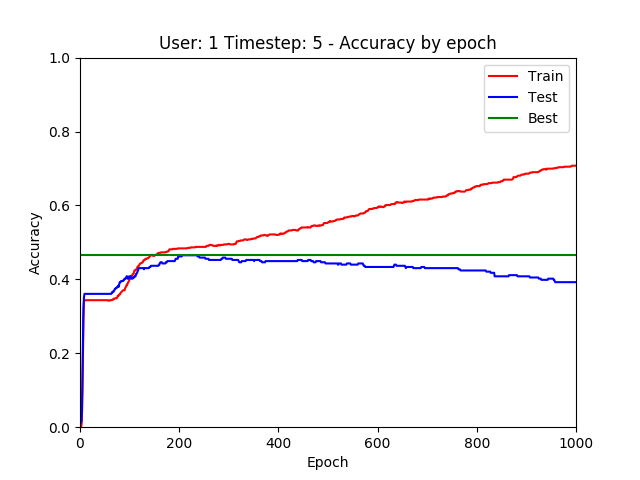 User: 1 Timestep: 5 - Accuracy by epoch
1.0
0.8
0.6
0.4
0.2
0.0
Accuracy
Train
Test
Best
0 200 400 600 800 1000
Epoch